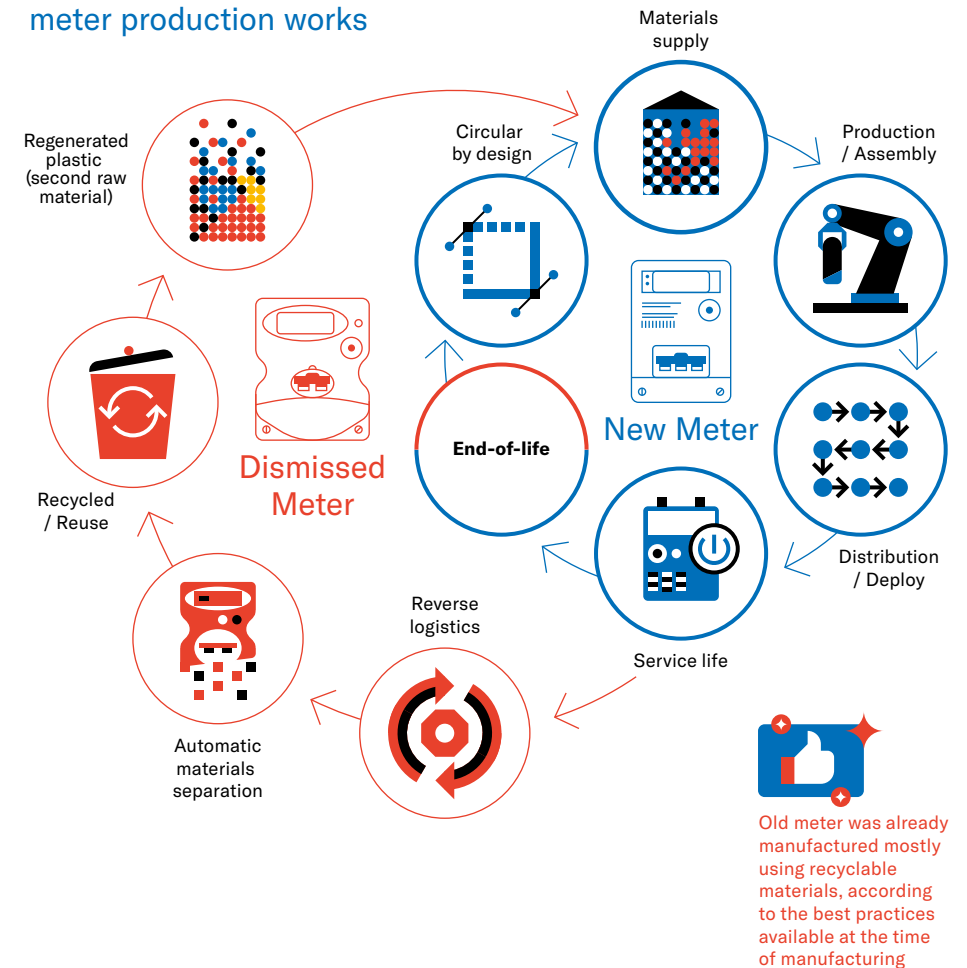 meter production works
Materials
supply
Circular
by design
Production
/ Assembly
Regenerated
plastic
(second raw
material)
End-of-life
New Meter
Dismissed
Meter
Recycled
/ Reuse
Distribution
/ Deploy
Reverse
logistics
Service life
Automatic
materials
separation
Old meter was already
manufactured mostly
using recyclable
materials, according
to the best practices
available at the time
of manufacturing